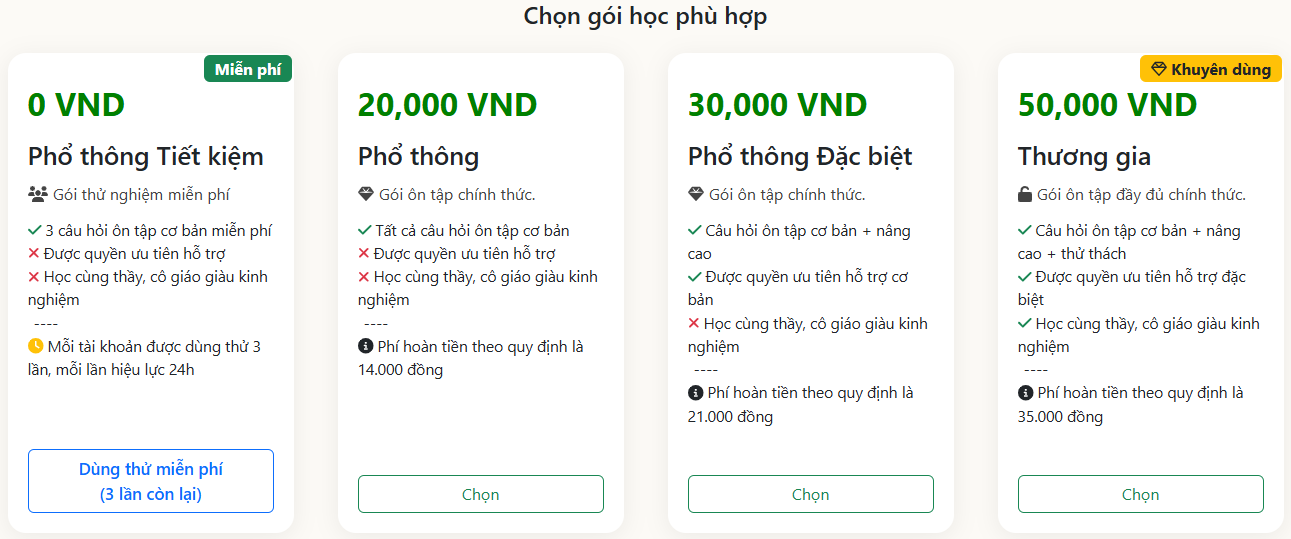 Chọn gói học phù hợp
Miễn phí
0 VND
Phổ thông Tiết kiệm
Gói thử nghiệm miễn phí
3 câu hỏi ôn tập cơ bản miễn phí
Được quyền ưu tiên hỗ trợ
Học cùng thầy, cô giáo giàu kinh
nghiệm
----
Mỗi tài khoản được dùng thử 3
lần, mỗi lần hiệu lực 24h
Dùng thử miễn phí
(3 lần còn lại)
20,000 VND
Phổ thông
Gói ôn tập chính thức.
Tất cả câu hỏi ôn tập cơ bản
Được quyền ưu tiên hỗ trợ
Học cùng thầy, cô giáo giàu kinh
nghiệm
----
Phí hoàn tiền theo quy định là
14.000 đồng
Chọn
30,000 VND
Phổ thông Đặc biệt
Gói ôn tập chính thức.
Câu hỏi ôn tập cơ bản + nâng
cao
Được quyền ưu tiên hỗ trợ cơ
bản
Học cùng thầy, cô giáo giàu kinh
nghiệm
----
Phí hoàn tiền theo quy định là
21.000 đồng
Chọn
Khuyên dùng
50,000 VND
Thương gia
Gói ôn tập đầy đủ chính thức.
Câu hỏi ôn tập cơ bản + nâng
cao + thử thách
Được quyền ưu tiên hỗ trợ đặc
biệt
Học cùng thầy, cô giáo giàu kinh
nghiệm
----
Phí hoàn tiền theo quy định là
35.000 đồng
Chọn